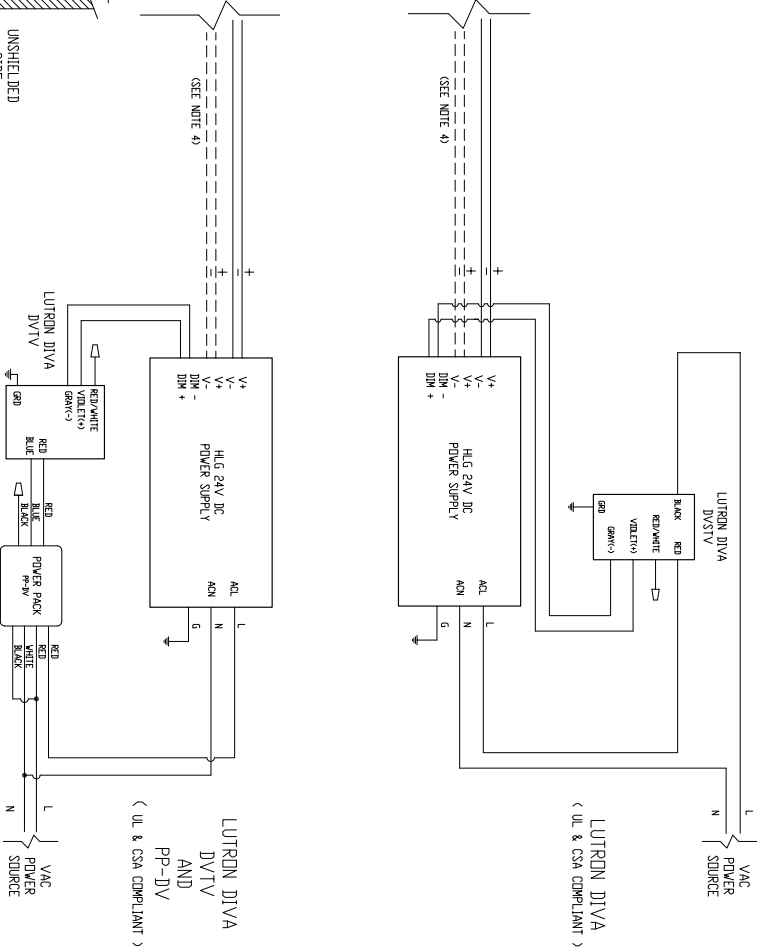 VAC
POWER
SOURCE
L
N
LUTRON DIVA
DVSTV
BLACK RED
RED/WHITE
VIOLET(+)
GRAY(-)
GRD
LUTRON DIVA
( UL & CSA COMPLIANT )
+
-
+
-
(SEE NOTE 4)
V+
V-
V+
V-
DIM -
DIM +
HLG 24V DC
POWER SUPPLY
ACL
ACN
L
N
G
+
-
+
-
(SEE NOTE 4)
V+
V-
V+
V-
DIM -
DIM +
HLG 24V DC
POWER SUPPLY
ACL
ACN
L
N
G
LUTRON DIVA
DVTV
AND
PP-DV
( UL & CSA COMPLIANT )
LUTRON DIVA
DVTV
RED/WHITE
VIOLET(+)
GRAY(-)
GRD
RED
BLUE
RED
BLUE
BLACK
POWER PACK
PP-DV
RED
RED
WHITE
BLACK
L
N
VAC
POWER
SOURCE
UNSHIELDED